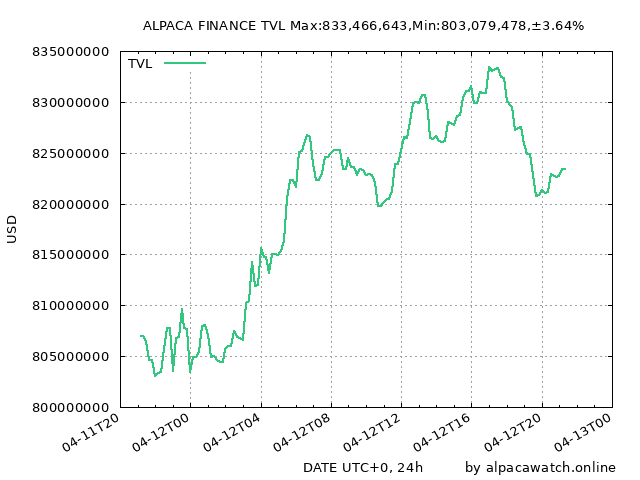 ALPACA FINANCE TVL Max:833,466,643,Min:803,079,478,±3.64%
835000000
TVL
830000000
825000000
820000000
USD
815000000
810000000
805000000
800000000
04-11T20 04-12T00 04-12T04 04-12T08 04-12T12 04-12T16 04-12T20 04-13T00
DATE UTC+0, 24h by alpacawatch.online